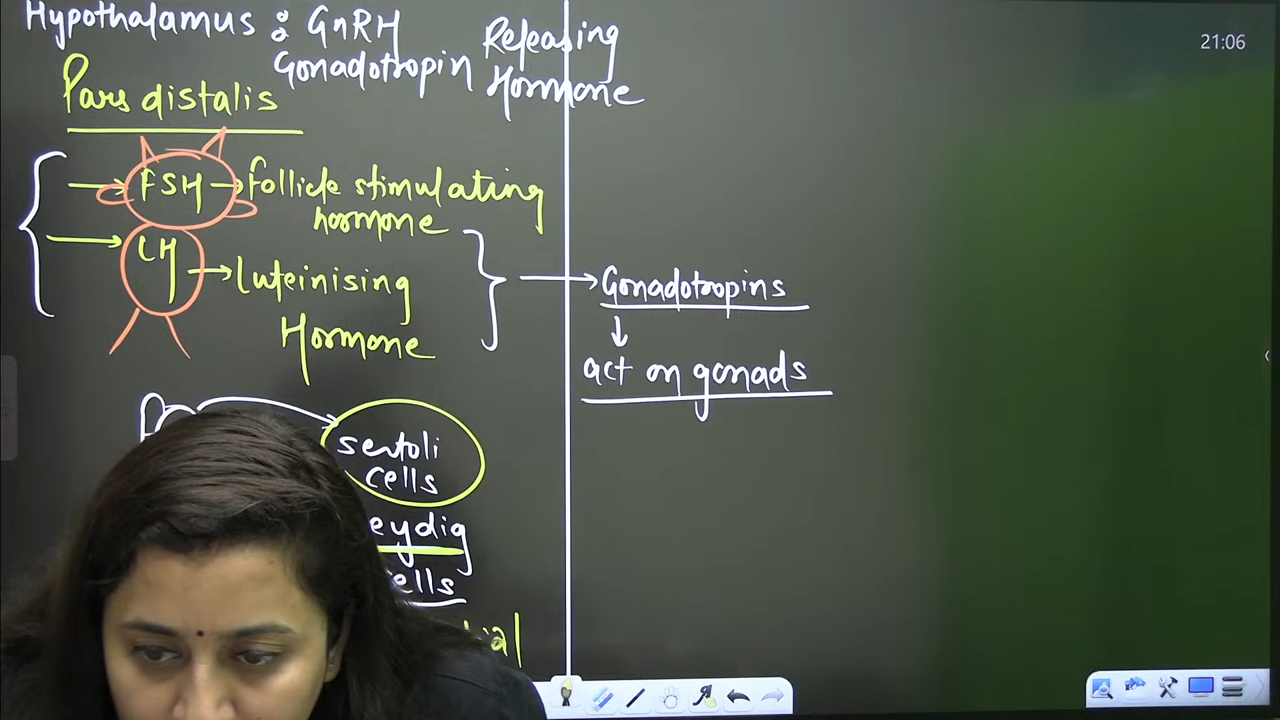 Hypothalamus : GnRH
Gonadotropin Releasing Hormone
Pars distalis
FSH → Follicle stimulating
hormone
LH → Luteinising
Hormone
Gonadotropins
↓
act on gonads
sertoli
cells
eydig
ells
ial
21:06